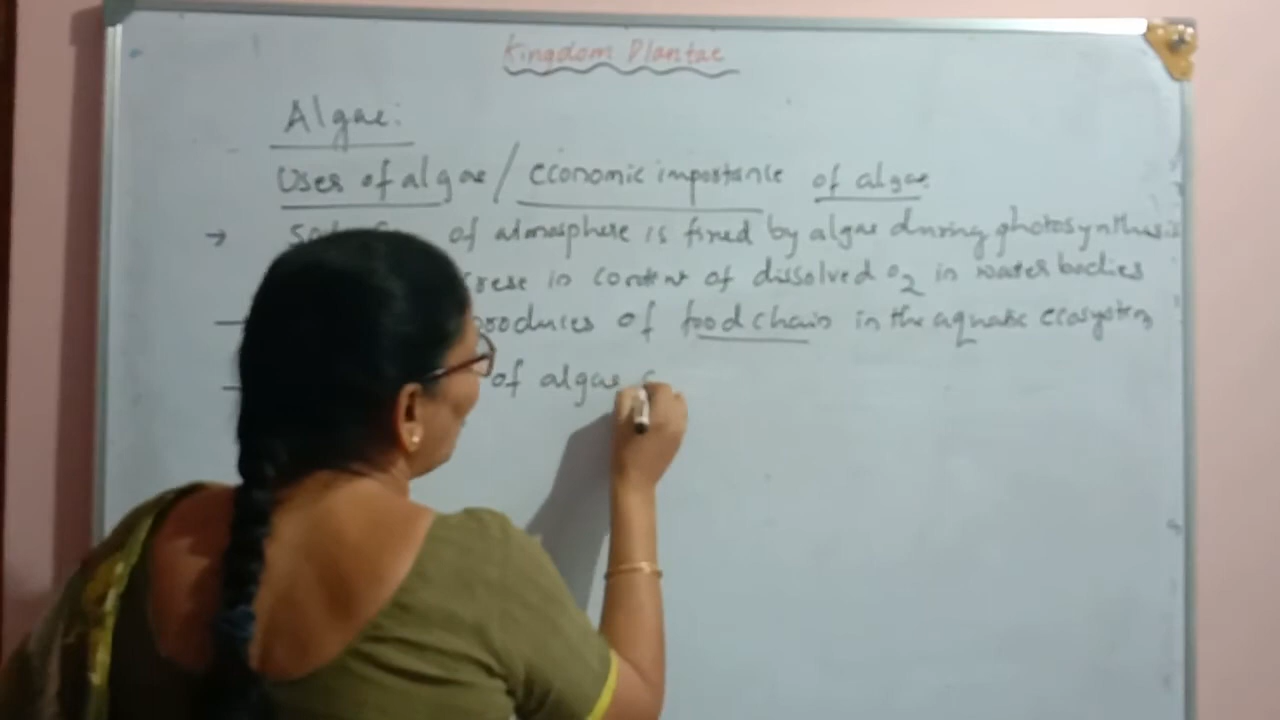 Kingdom Plantae
Algae:
Uses of algae / economic importance of algae
→ of atmosphere is fixed by algae during photosynthesis
in content of dissolved O2 in water bodies
of food chain in the aquatic ecosystem
of algae